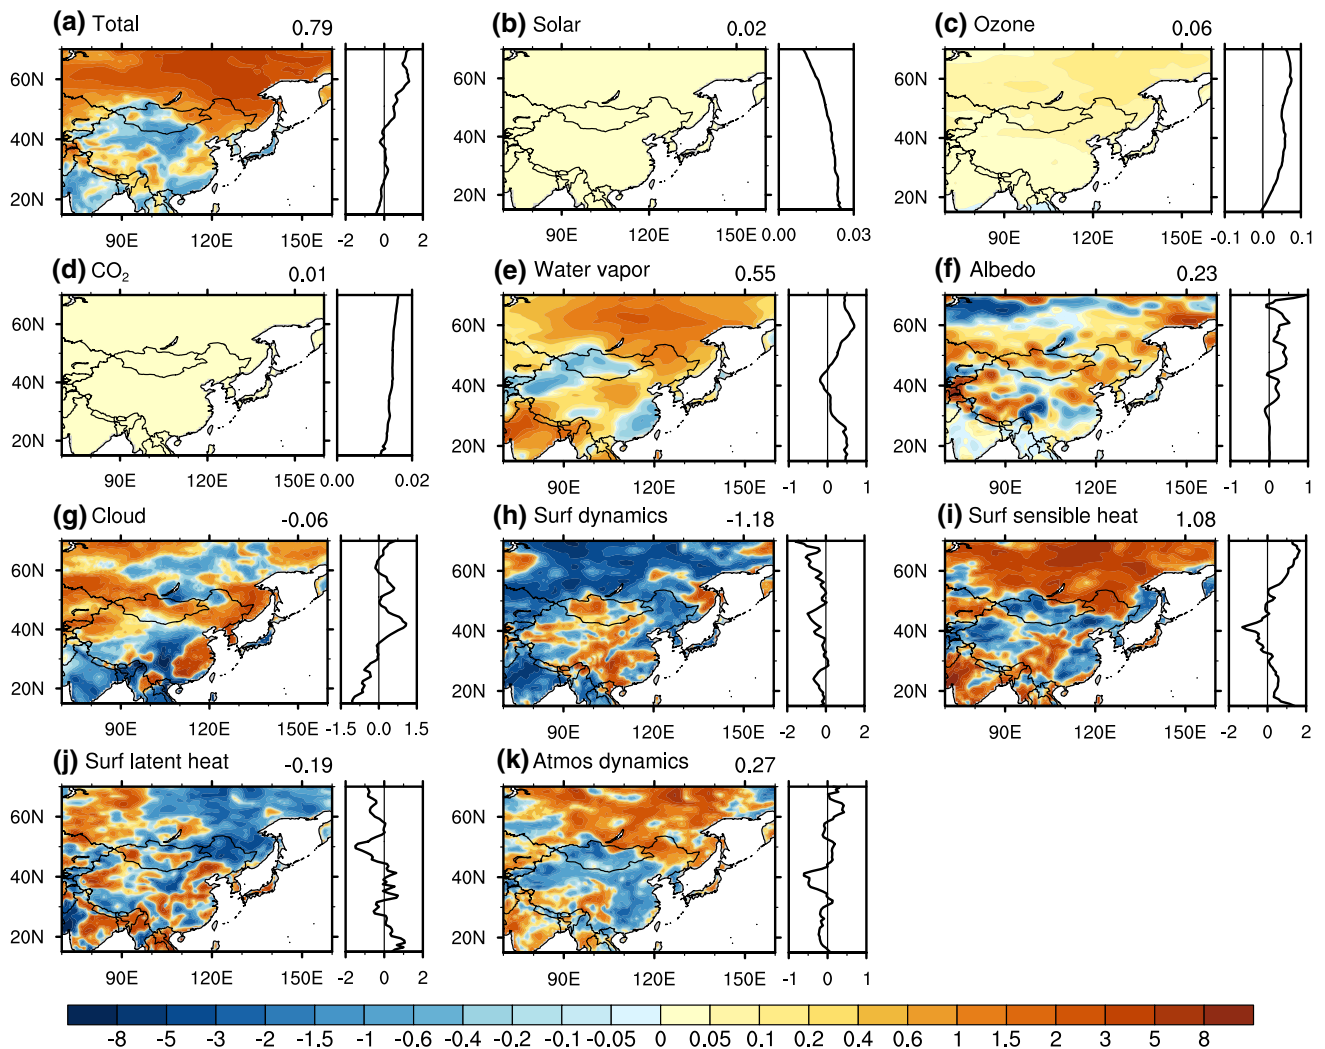 (a) Total 0.79
(b) Solar 0.02
(c) Ozone 0.06
60N 60N 60N
40N 40N 40N
20N 20N 20N
90E 120E 150E -2 0 2
90E 120E 150E 0.00 0.03
90E 120E 150E -0.1 0.0 0.1
(d) CO₂ 0.01
(e) Water vapor 0.55
(f) Albedo 0.23
60N 60N 60N
40N 40N 40N
20N 20N 20N
90E 120E 150E 0.00 0.02
90E 120E 150E -1 0 1
90E 120E 150E -1 0 1
(g) Cloud -0.06
(h) Surf dynamics -1.18
(i) Surf sensible heat 1.08
60N 60N 60N
40N 40N 40N
20N 20N 20N
90E 120E 150E -1.5 0.0 1.5
90E 120E 150E -2 0 2
90E 120E 150E -2 0 2
(j) Surf latent heat -0.19
(k) Atmos dynamics 0.27
60N 60N
40N 40N
20N 20N
90E 120E 150E -2 0 2
90E 120E 150E -1 0 1
-8 -5 -3 -2 -1.5 -1 -0.6 -0.4 -0.2 -0.1 -0.05 0 0.05 0.1 0.2 0.4 0.6 1 1.5 2 3 5 8